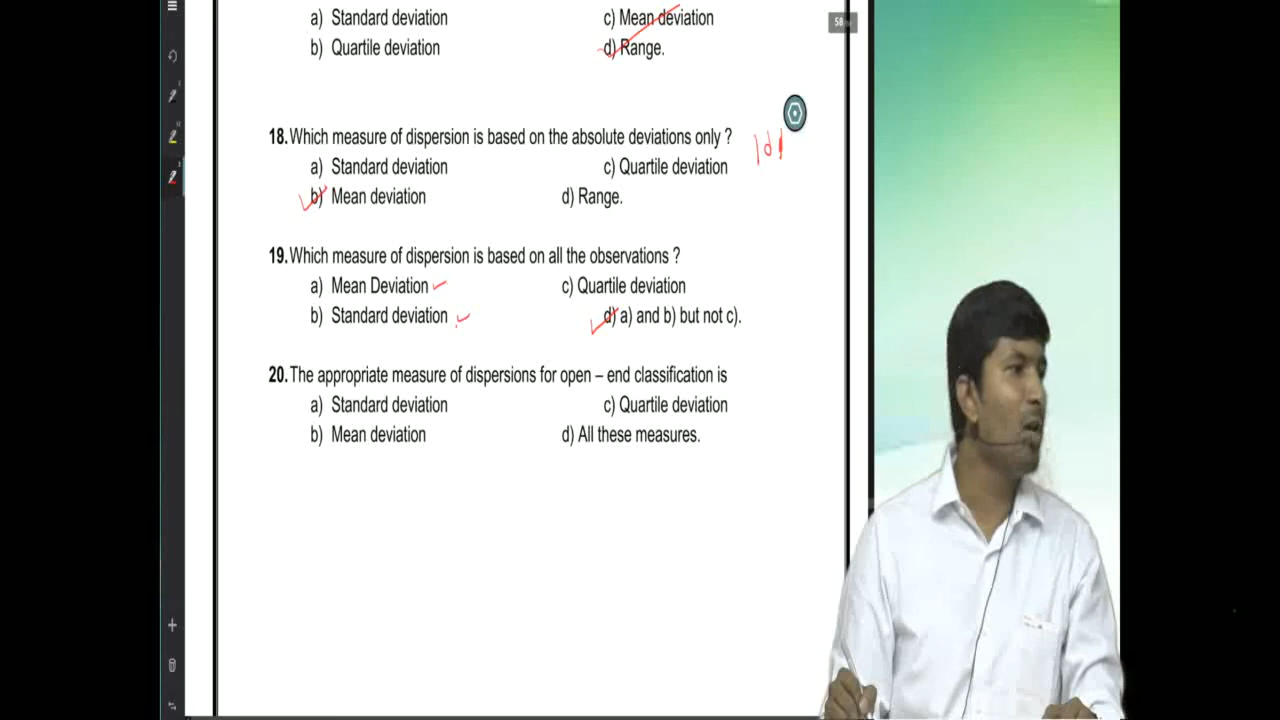 a) Standard deviation c) Mean deviation
b) Quartile deviation d) Range.
58
18. Which measure of dispersion is based on the absolute deviations only ?
|d|
a) Standard deviation c) Quartile deviation
b) Mean deviation d) Range.
19. Which measure of dispersion is based on all the observations ?
a) Mean Deviation c) Quartile deviation
b) Standard deviation d) a) and b) but not c).
20. The appropriate measure of dispersions for open – end classification is
a) Standard deviation c) Quartile deviation
b) Mean deviation d) All these measures.